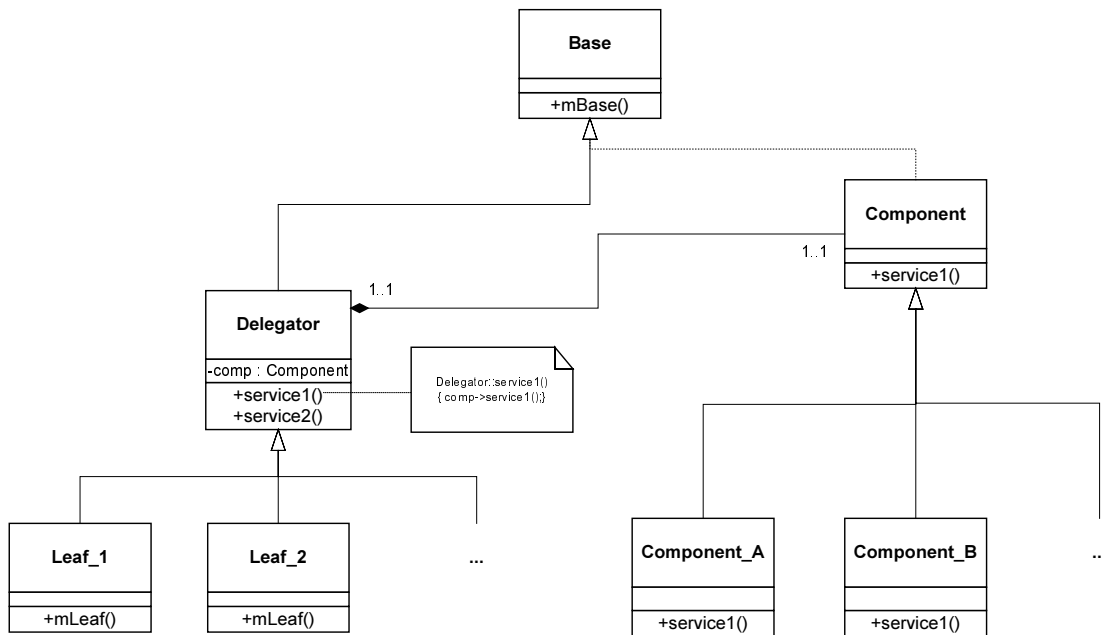 Base
+mBase()
Component
+service1()
1..1
1..1
Delegator
-comp : Component
+service1()
+service2()
Delegator::service1()
{ comp->service1();}
Leaf_1
+mLeaf()
Leaf_2
+mLeaf()
...
Component_A
+service1()
Component_B
+service1()
..